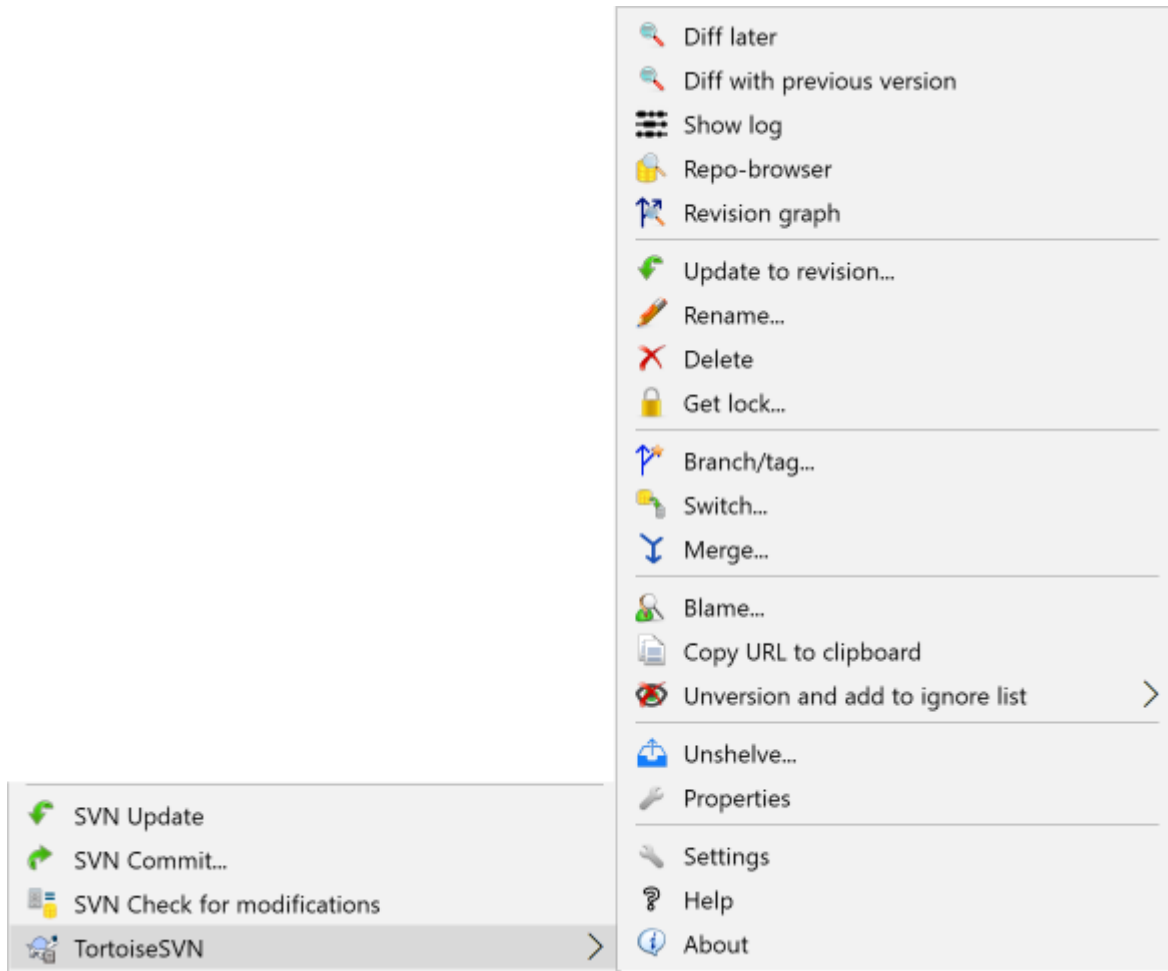 Diff later
Diff with previous version
Show log
Repo-browser
Revision graph
Update to revision...
Rename...
Delete
Get lock...
Branch/tag...
Switch...
Merge...
Blame...
Copy URL to clipboard
Unversion and add to ignore list
Unshelve...
Properties
Settings
Help
About
SVN Update
SVN Commit...
SVN Check for modifications
TortoiseSVN